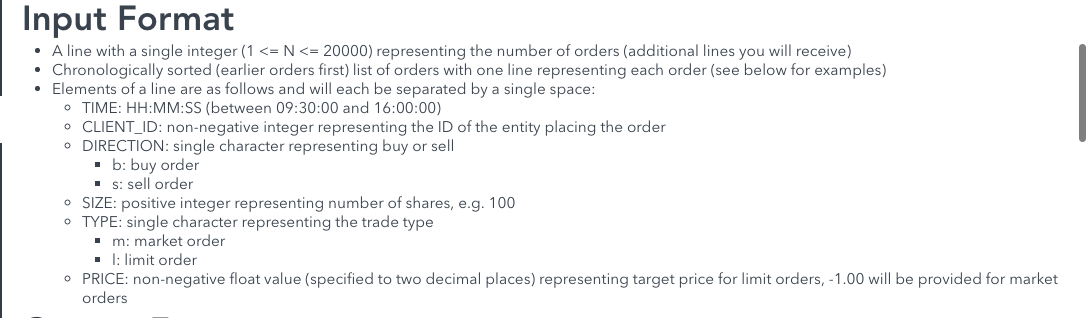 Input Format
• A line with a single integer (1 <= N <= 20000) representing the number of orders (additional lines you will receive)
• Chronologically sorted (earlier orders first) list of orders with one line representing each order (see below for examples)
• Elements of a line are as follows and will each be separated by a single space:
◦ TIME: HH:MM:SS (between 09:30:00 and 16:00:00)
◦ CLIENT_ID: non-negative integer representing the ID of the entity placing the order
◦ DIRECTION: single character representing buy or sell
▪ b: buy order
▪ s: sell order
◦ SIZE: positive integer representing number of shares, e.g. 100
◦ TYPE: single character representing the trade type
▪ m: market order
▪ l: limit order
◦ PRICE: non-negative float value (specified to two decimal places) representing target price for limit orders, -1.00 will be provided for market
orders